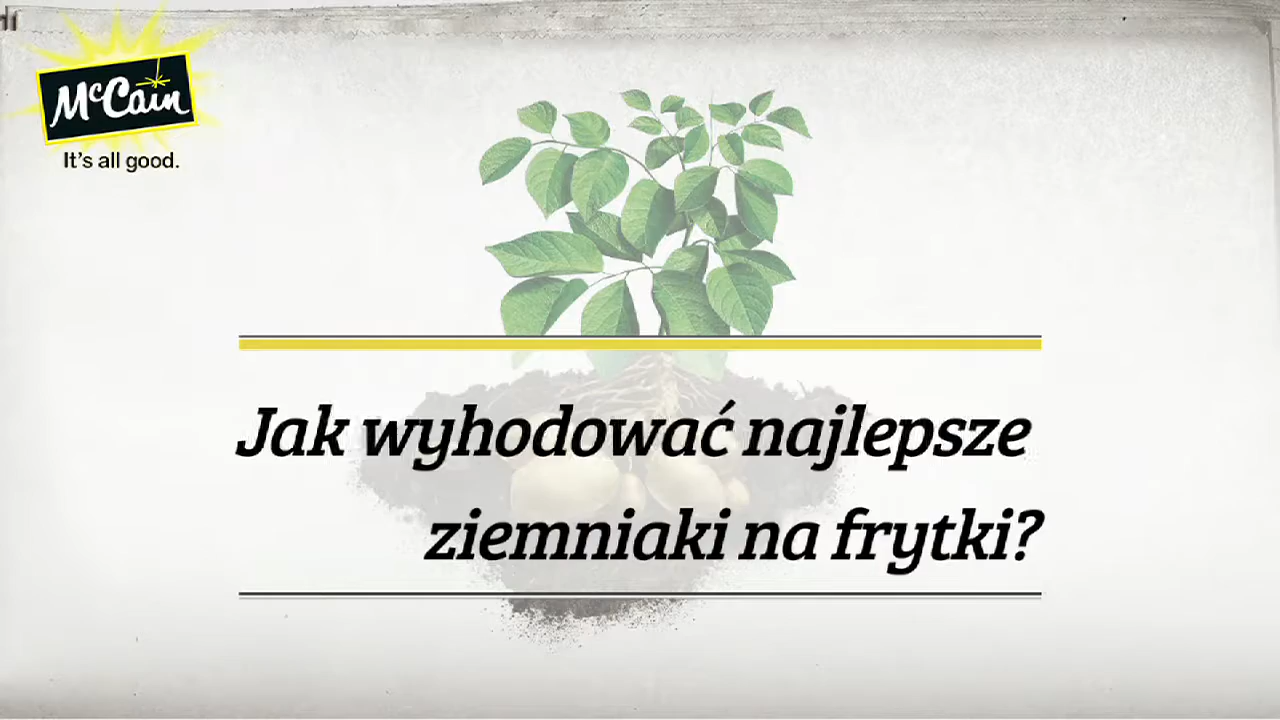 McCain
It's all good.
Jak wyhodować najlepsze
ziemniaki na frytki?